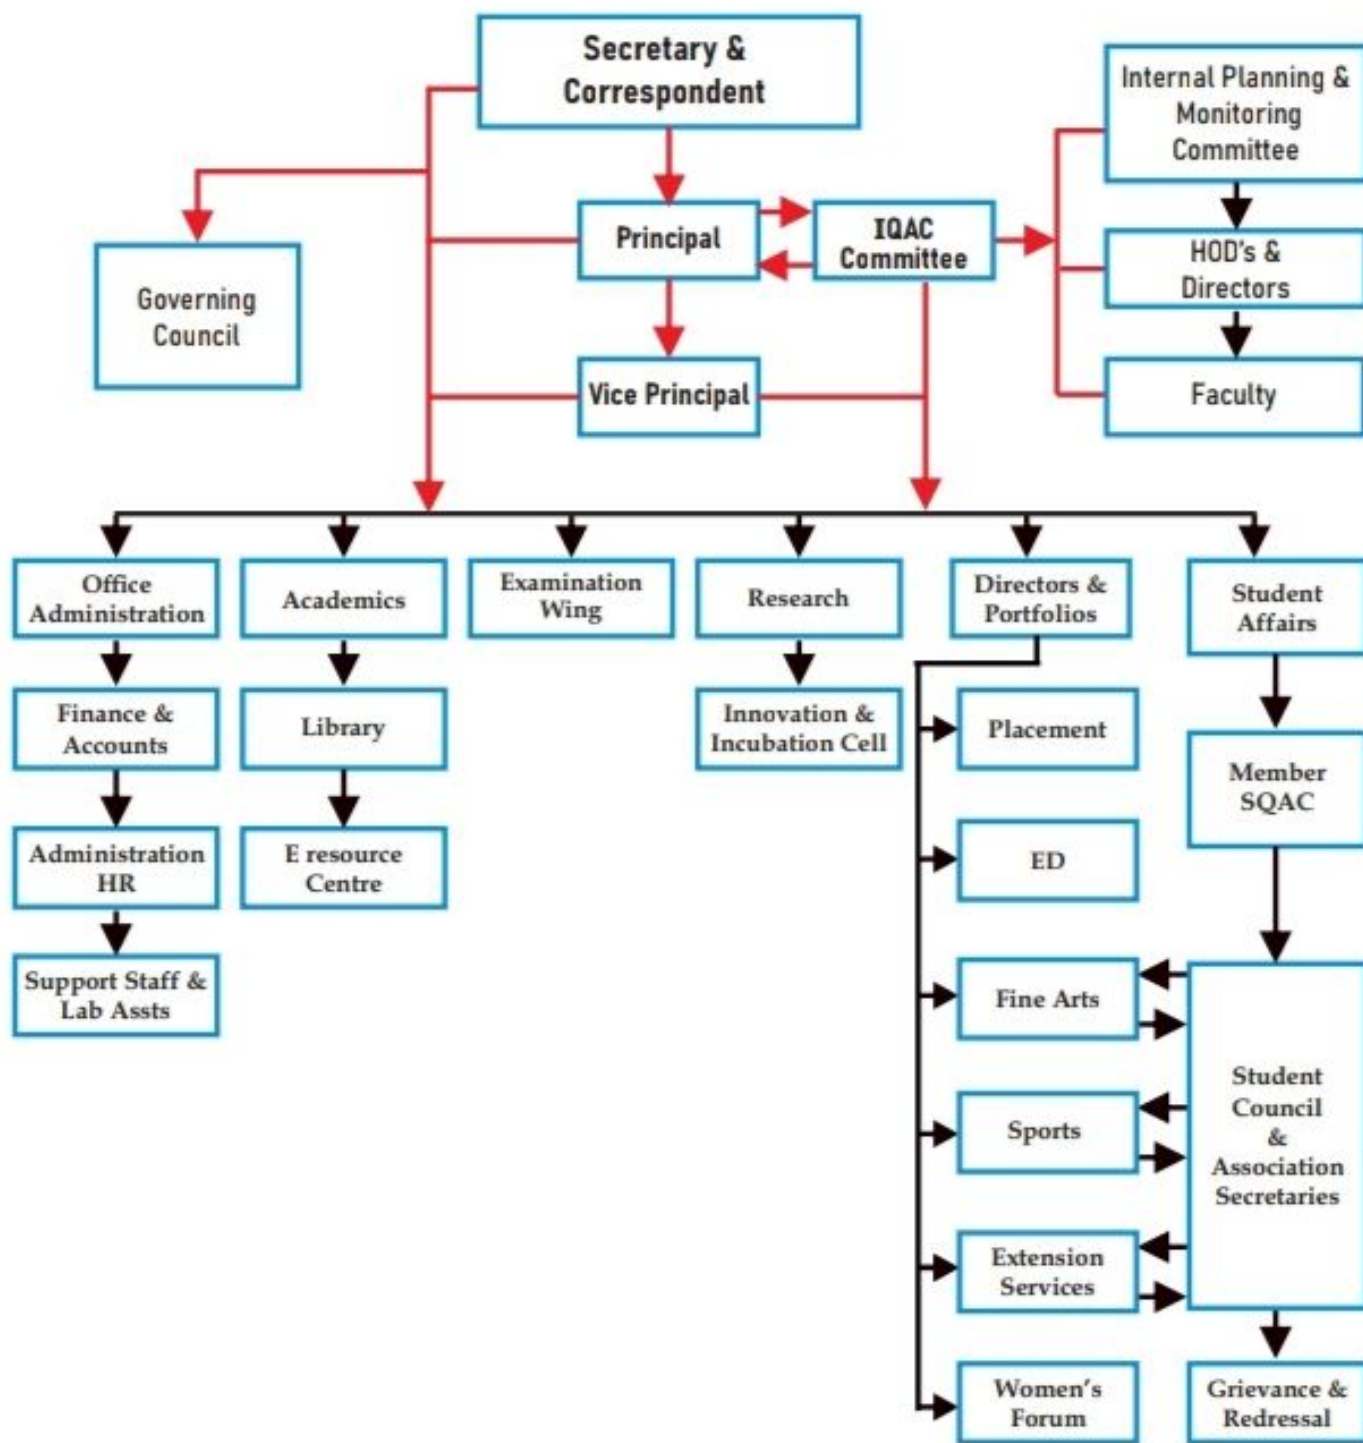 Secretary &
Correspondent
Internal Planning &
Monitoring
Committee
Principal
IQAC
Committee
HOD's &
Directors
Governing
Council
Vice Principal
Faculty
Office
Administration
Academics
Examination
Wing
Research
Directors &
Portfolios
Student
Affairs
Finance &
Accounts
Library
Innovation &
Incubation Cell
Placement
Member
SQAC
Administration
HR
E resource
Centre
ED
Support Staff &
Lab Assts
Fine Arts
Student
Council
&
Association
Secretaries
Sports
Extension
Services
Women's
Forum
Grievance &
Redressal